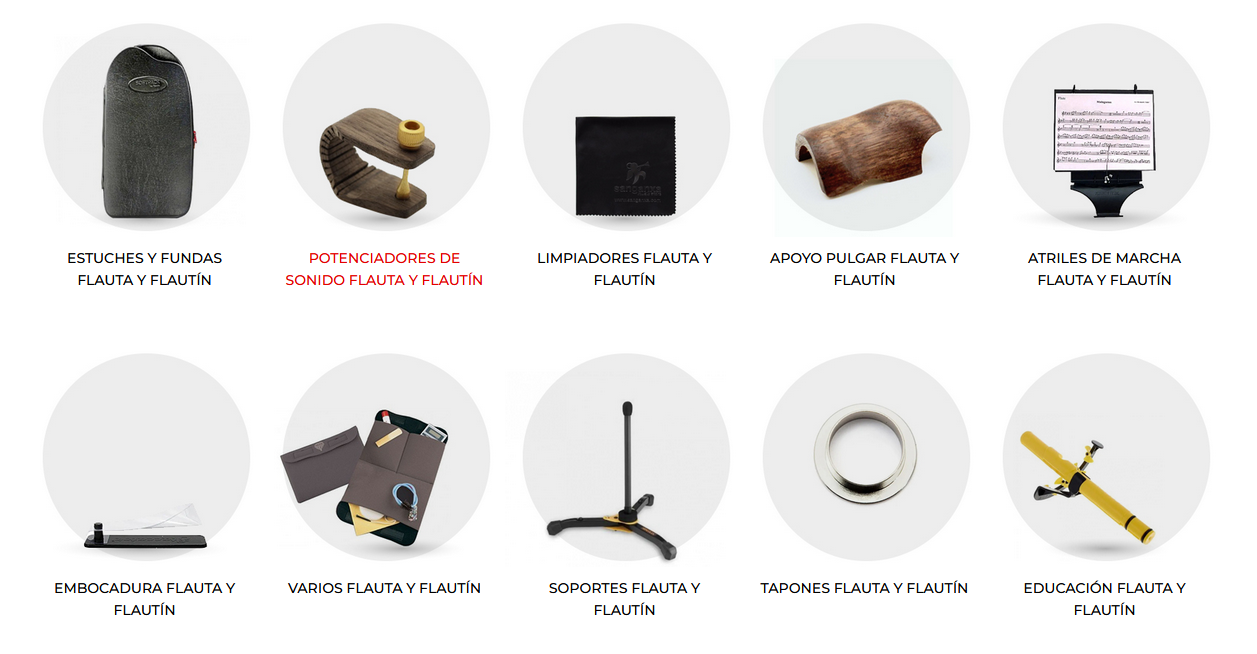 ESTUCHES Y FUNDAS
FLAUTA Y FLAUTÍN
POTENCIADORES DE
SONIDO FLAUTA Y FLAUTÍN
LIMPIADORES FLAUTA Y
FLAUTÍN
APOYO PULGAR FLAUTA Y
FLAUTÍN
ATRILES DE MARCHA
FLAUTA Y FLAUTÍN
EMBOCADURA FLAUTA Y
FLAUTÍN
VARIOS FLAUTA Y FLAUTÍN
SOPORTES FLAUTA Y
FLAUTÍN
TAPONES FLAUTA Y FLAUTÍN
EDUCACIÓN FLAUTA Y
FLAUTÍN